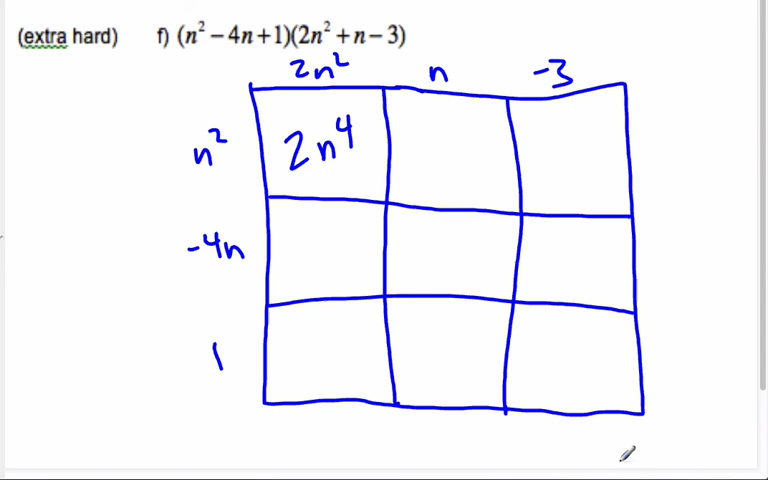 (extra hard) f) (n² – 4n + 1)(2n² + n – 3)
2n² n -3
n² 2n⁴
-4n
1